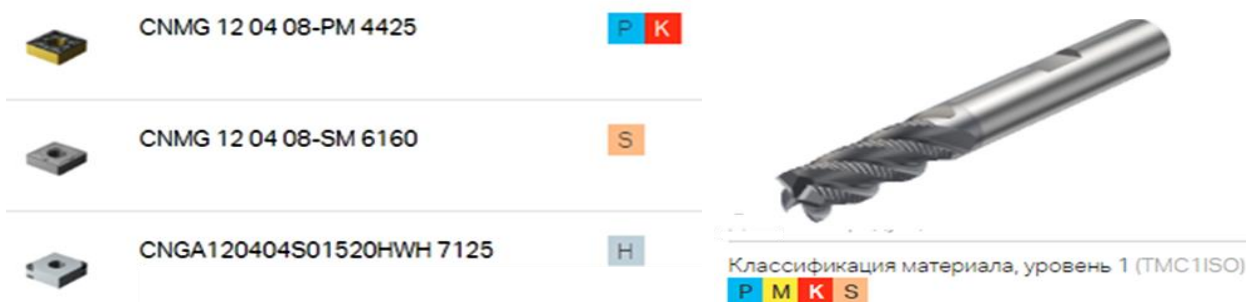 CNMG 12 04 08-PM 4425
P K
CNMG 12 04 08-SM 6160
S
CNGA120404S01520HWH 7125
H
Классификация материала, уровень 1 (TMC1ISO)
P M K S